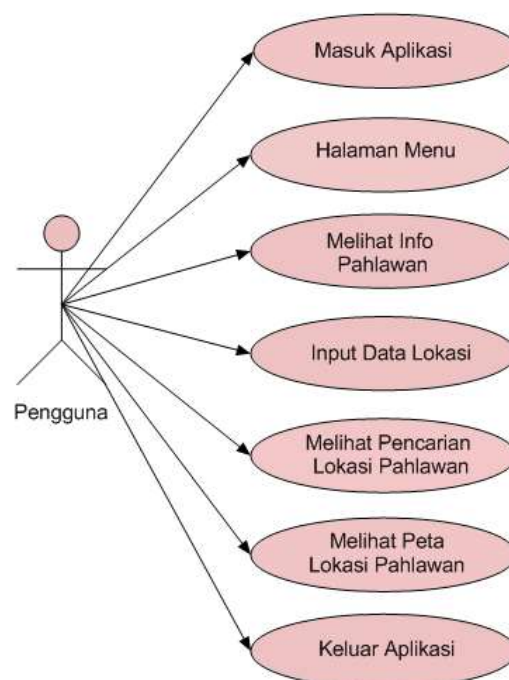 Masuk Aplikasi
Halaman Menu
Melihat Info
Pahlawan
Input Data Lokasi
Pengguna
Melihat Pencarian
Lokasi Pahlawan
Melihat Peta
Lokasi Pahlawan
Keluar Aplikasi